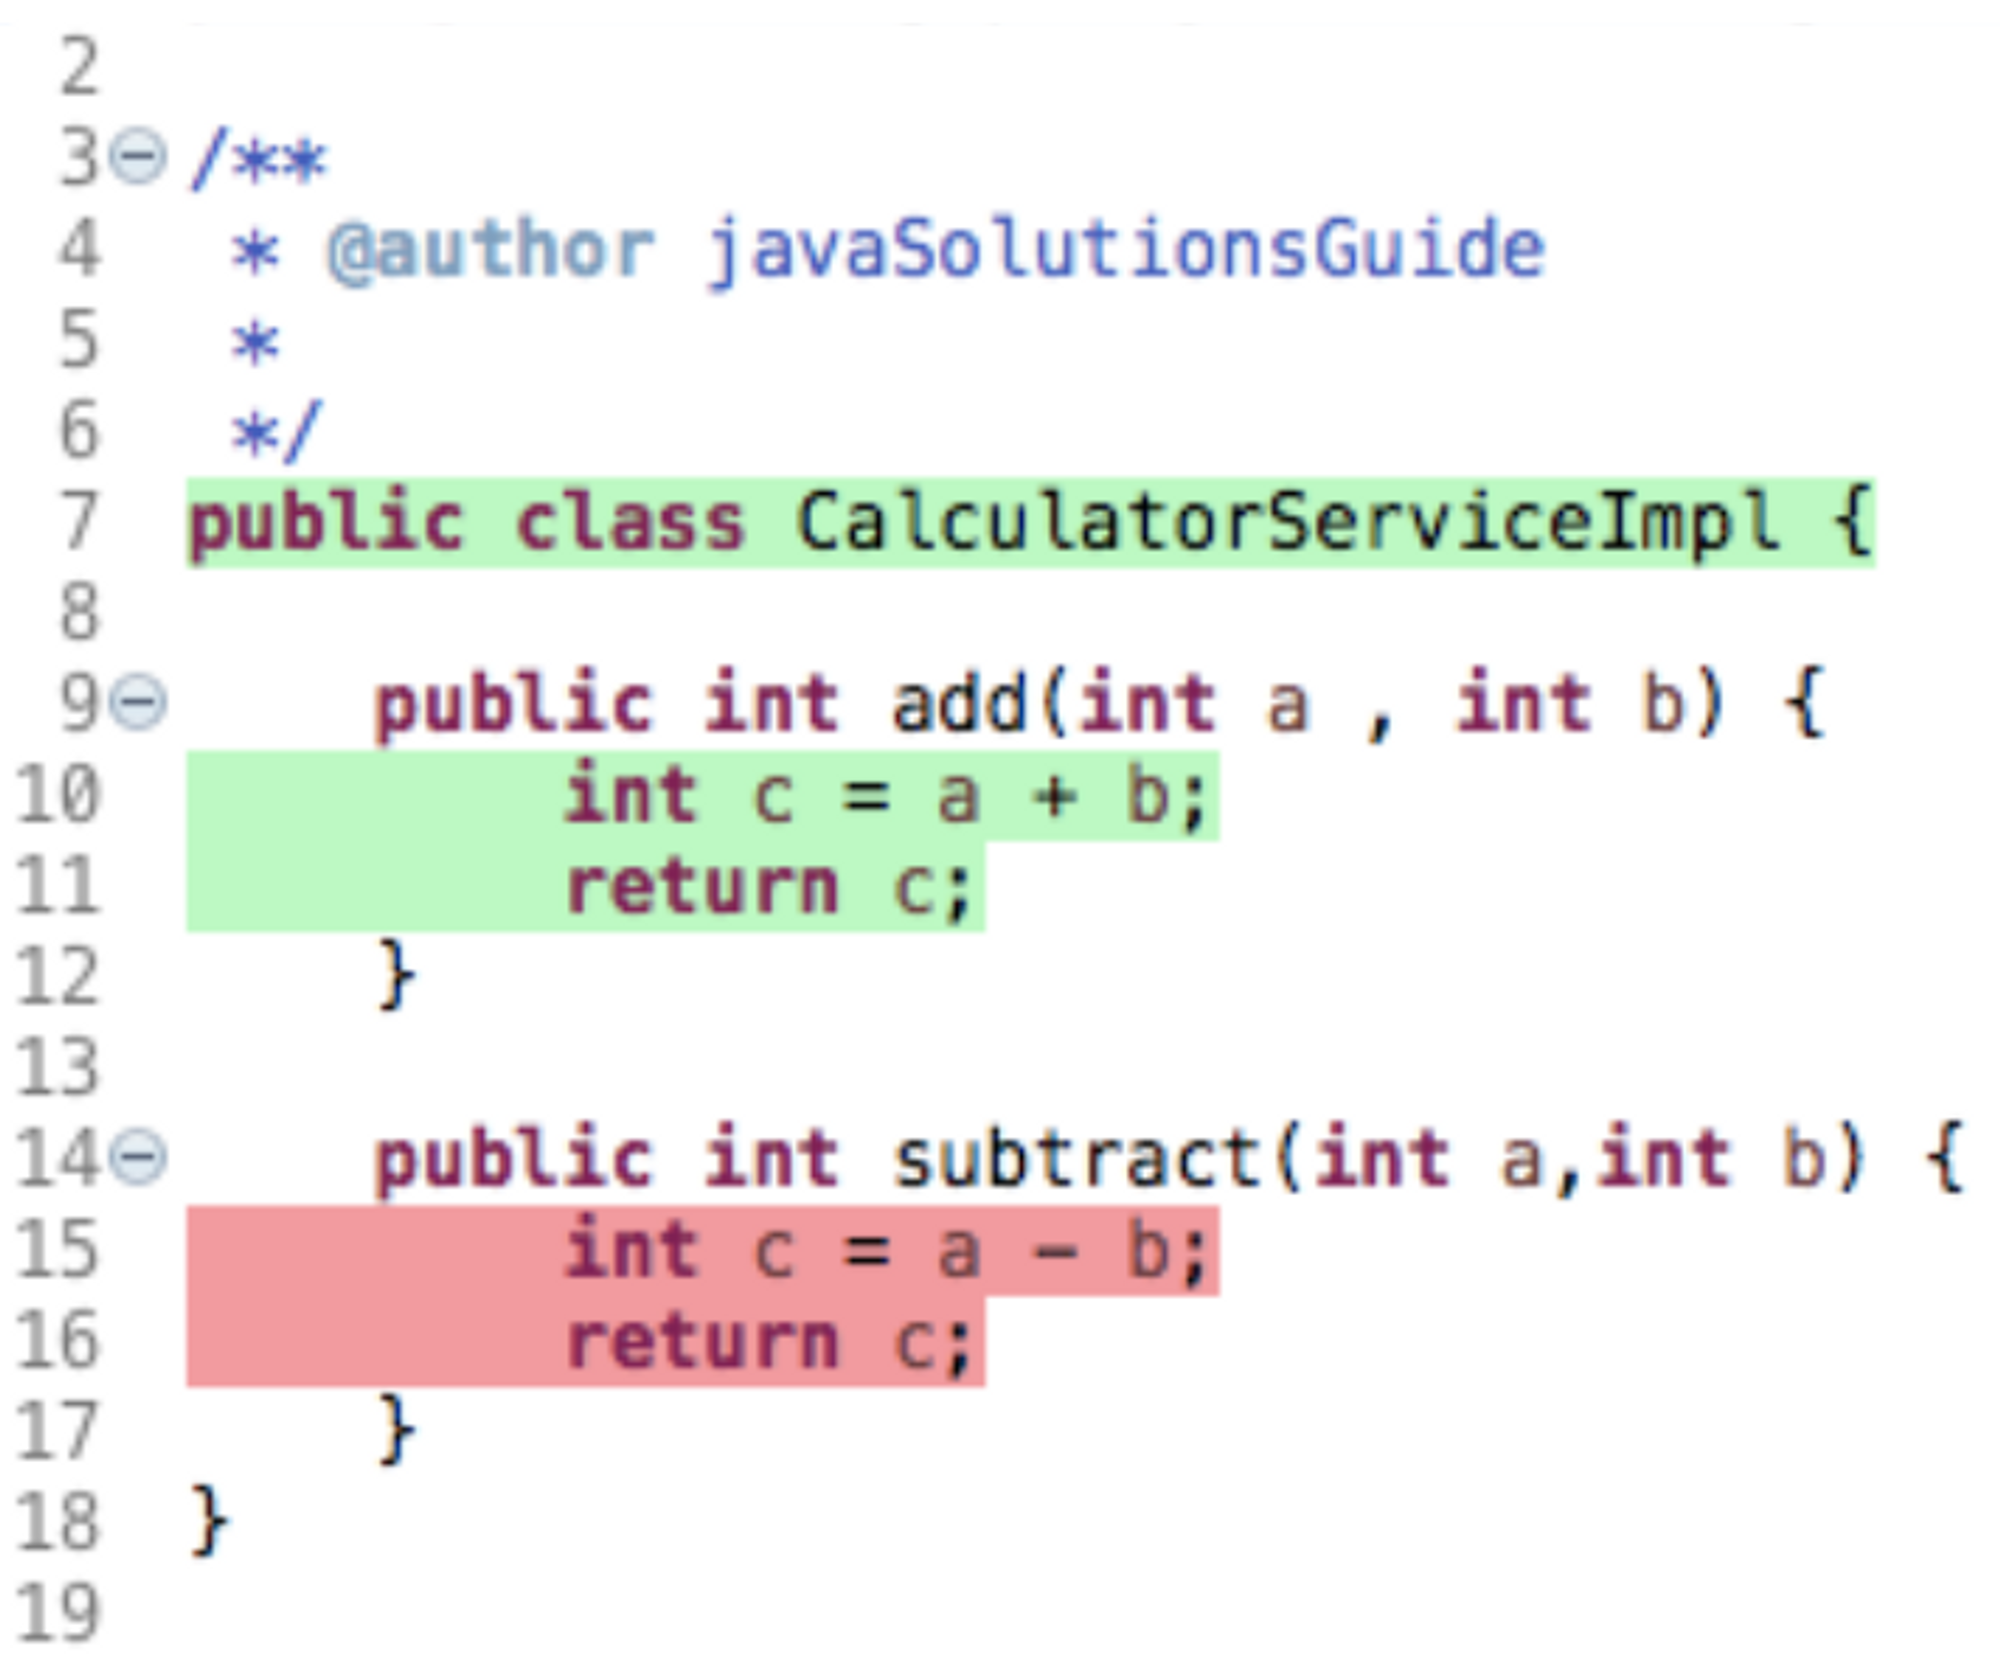 2
3 /**
4 * @author javaSolutionsGuide
5 *
6 */
7 public class CalculatorServiceImpl {
8
9 public int add(int a , int b) {
10 int c = a + b;
11 return c;
12 }
13
14 public int subtract(int a,int b) {
15 int c = a - b;
16 return c;
17 }
18 }
19